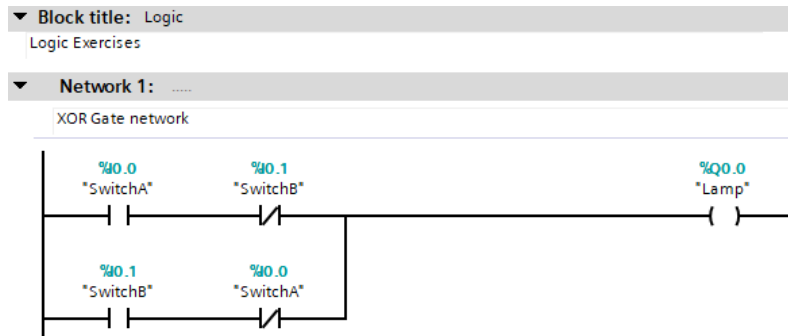 Block title: Logic
Logic Exercises
Network 1: .....
XOR Gate network
%I0.0 %I0.1 %Q0.0
"SwitchA" "SwitchB" "Lamp"
%I0.1 %I0.0
"SwitchB" "SwitchA"